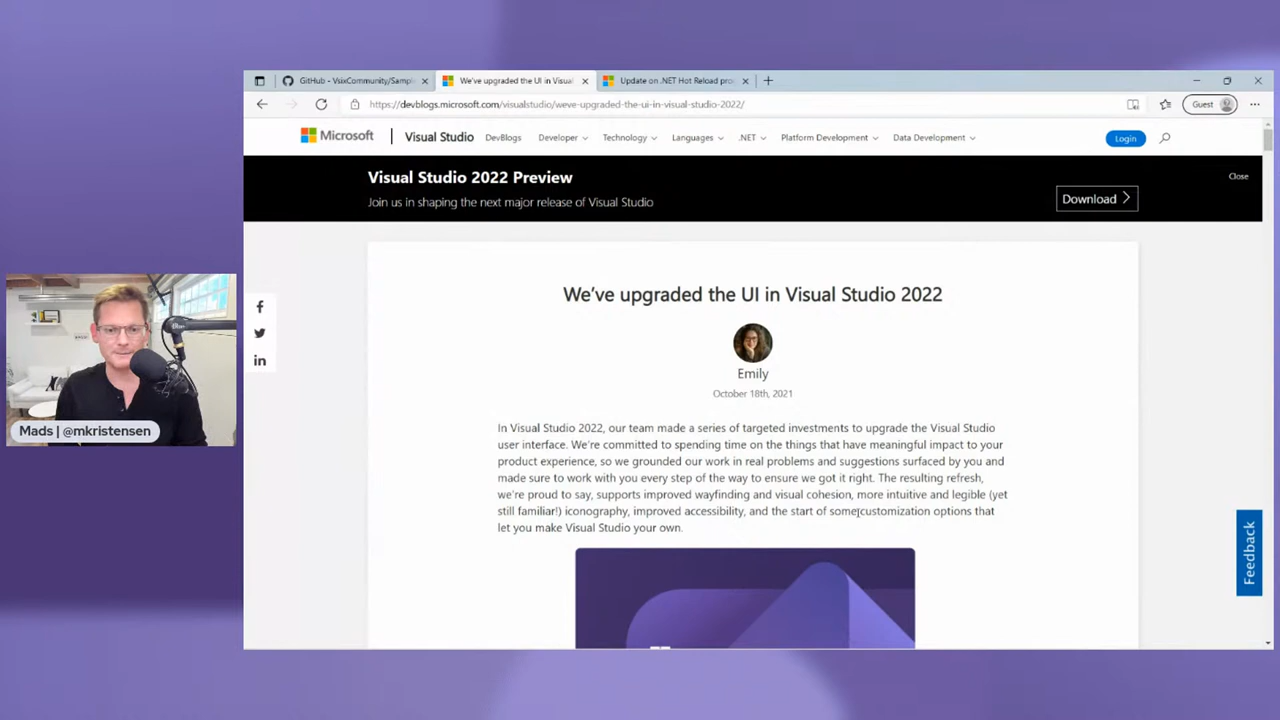 GitHub - VsixCommunity/Sampl
We've upgraded the UI in Visual
Update on .NET Hot Reload pro
https://devblogs.microsoft.com/visualstudio/weve-upgraded-the-ui-in-visual-studio-2022/
Guest
Microsoft
Visual Studio
DevBlogs
Developer
Technology
Languages
.NET
Platform Development
Data Development
Login
Visual Studio 2022 Preview
Join us in shaping the next major release of Visual Studio
Close
Download
We've upgraded the UI in Visual Studio 2022
Emily
October 18th, 2021
In Visual Studio 2022, our team made a series of targeted investments to upgrade the Visual Studio
user interface. We're committed to spending time on the things that have meaningful impact to your
product experience, so we grounded our work in real problems and suggestions surfaced by you and
made sure to work with you every step of the way to ensure we got it right. The resulting refresh,
we're proud to say, supports improved wayfinding and visual cohesion, more intuitive and legible (yet
still familiar!) iconography, improved accessibility, and the start of some customization options that
let you make Visual Studio your own.
Feedback
Mads | @mkristensen